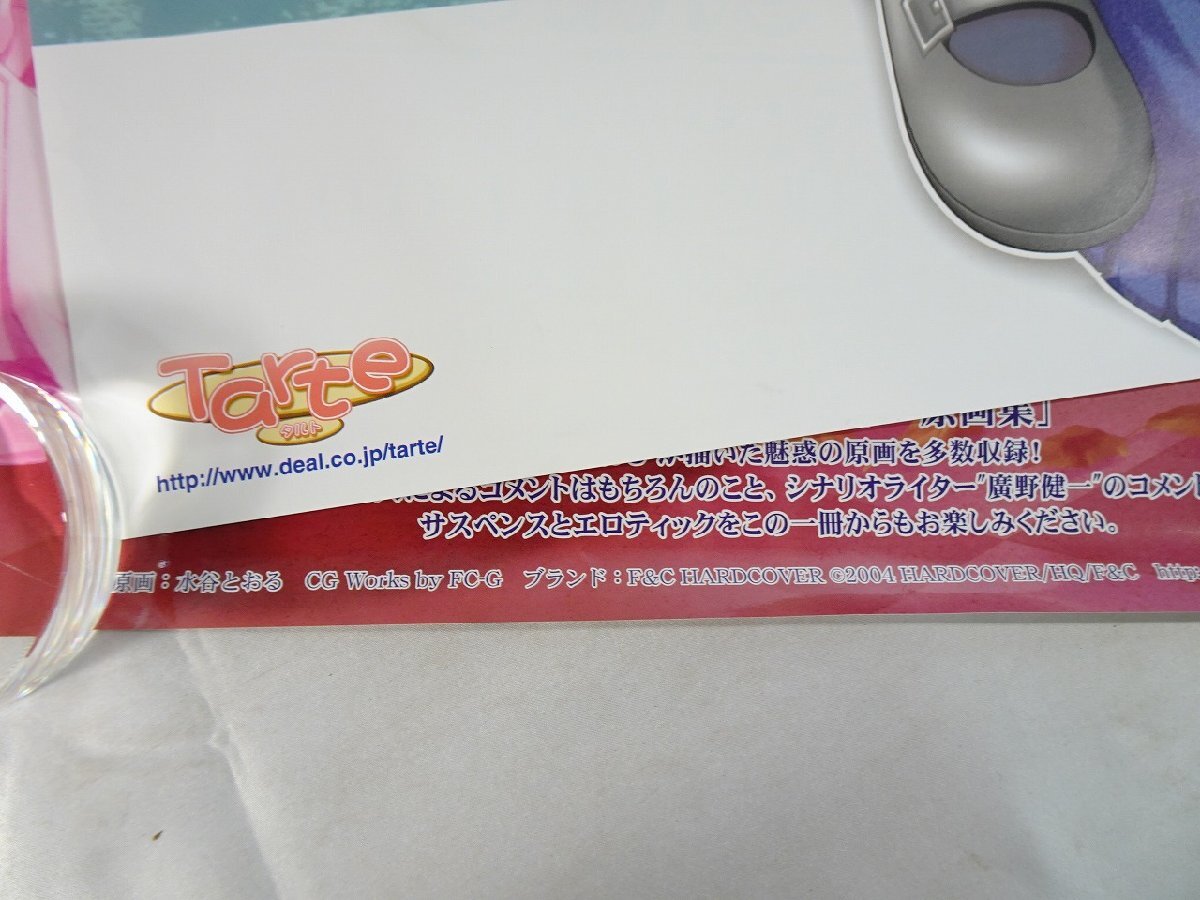 Tarte
タルト
http://www.deal.co.jp/tarte/
原画集」
描いた魅惑の原画を多数収録!
によるコメントはもちろんのこと、シナリオライター"廣野健一"のコメント
サスペンスとエロティックをこの一冊からもお楽しみください。
原画:水谷とおる CG Works by FC-G ブランド:F&C HARDCOVER ©2004 HARDCOVER/HQ/F&C http: